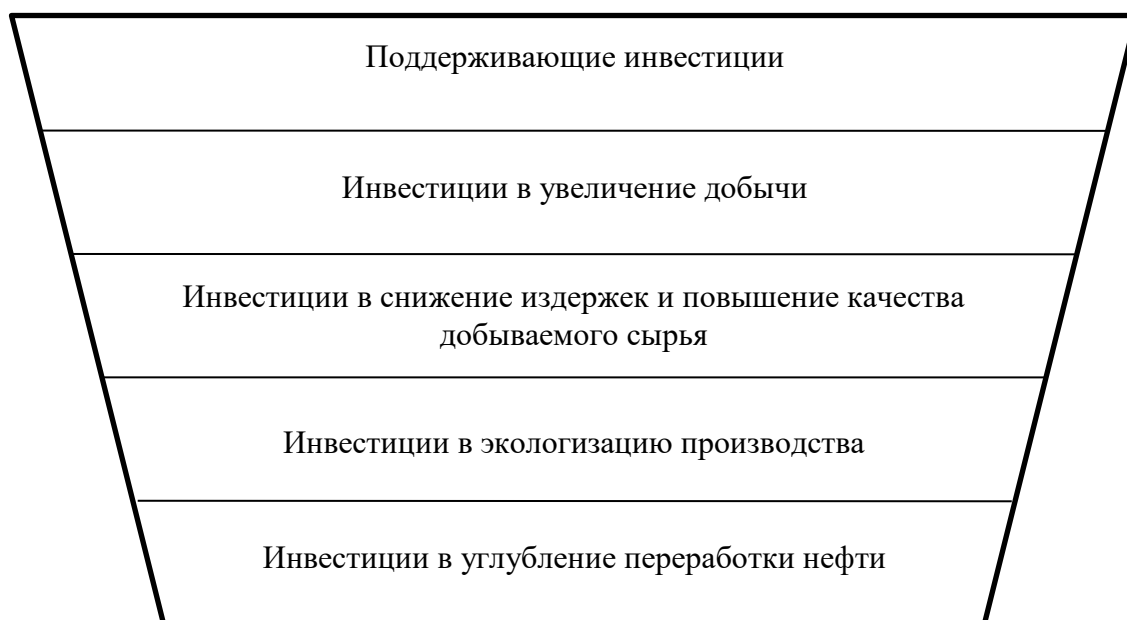 Поддерживающие инвестиции
Инвестиции в увеличение добычи
Инвестиции в снижение издержек и повышение качества
добываемого сырья
Инвестиции в экологизацию производства
Инвестиции в углубление переработки нефти